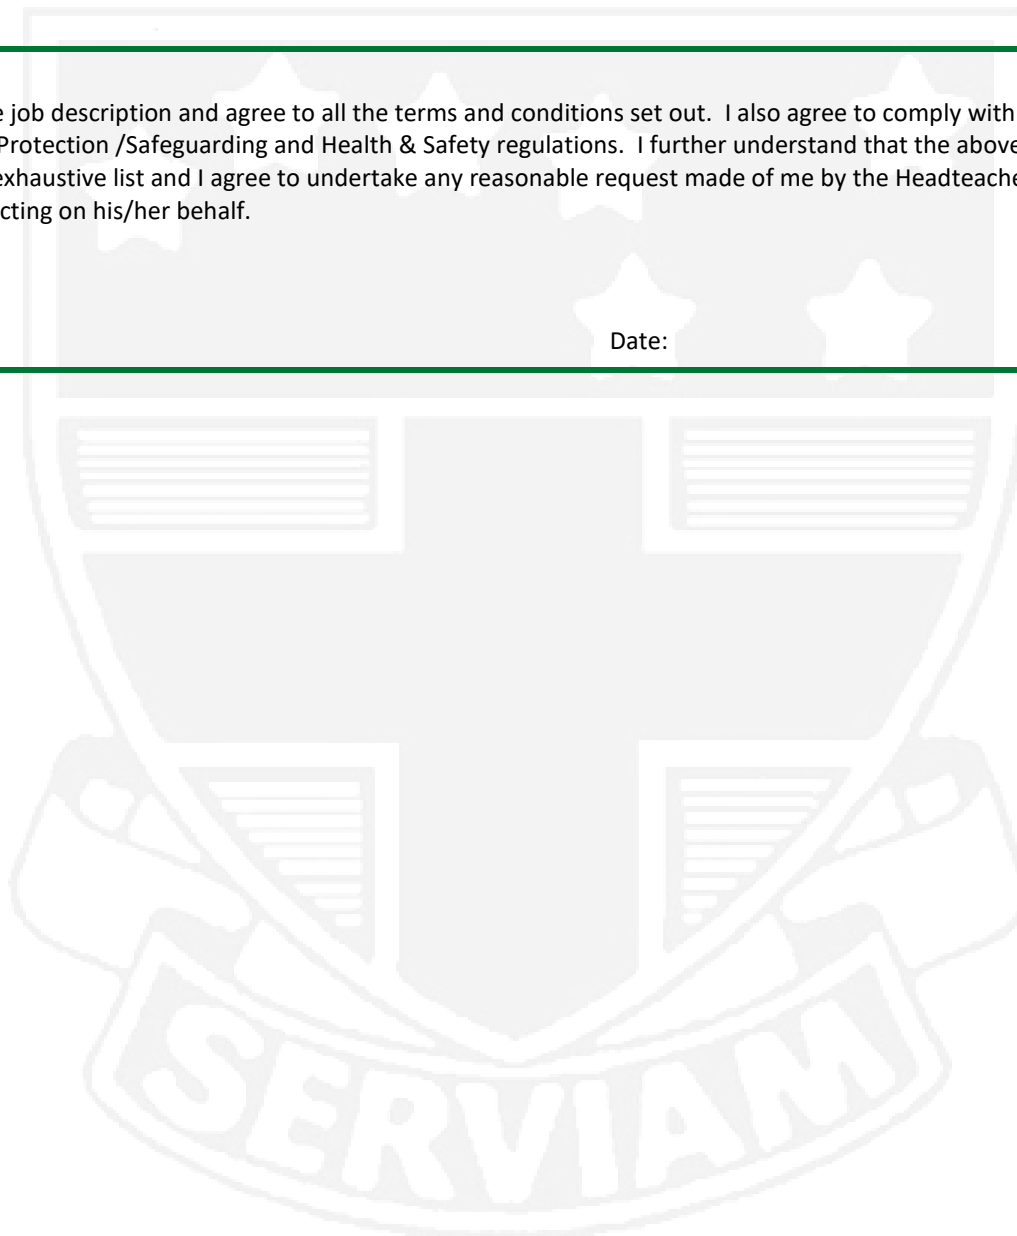 e job description and agree to all the terms and conditions set out. I also agree to comply with
Protection /Safeguarding and Health & Safety regulations. I further understand that the above
exhaustive list and I agree to undertake any reasonable request made of me by the Headteache
cting on his/her behalf.
Date:
SERVIAM